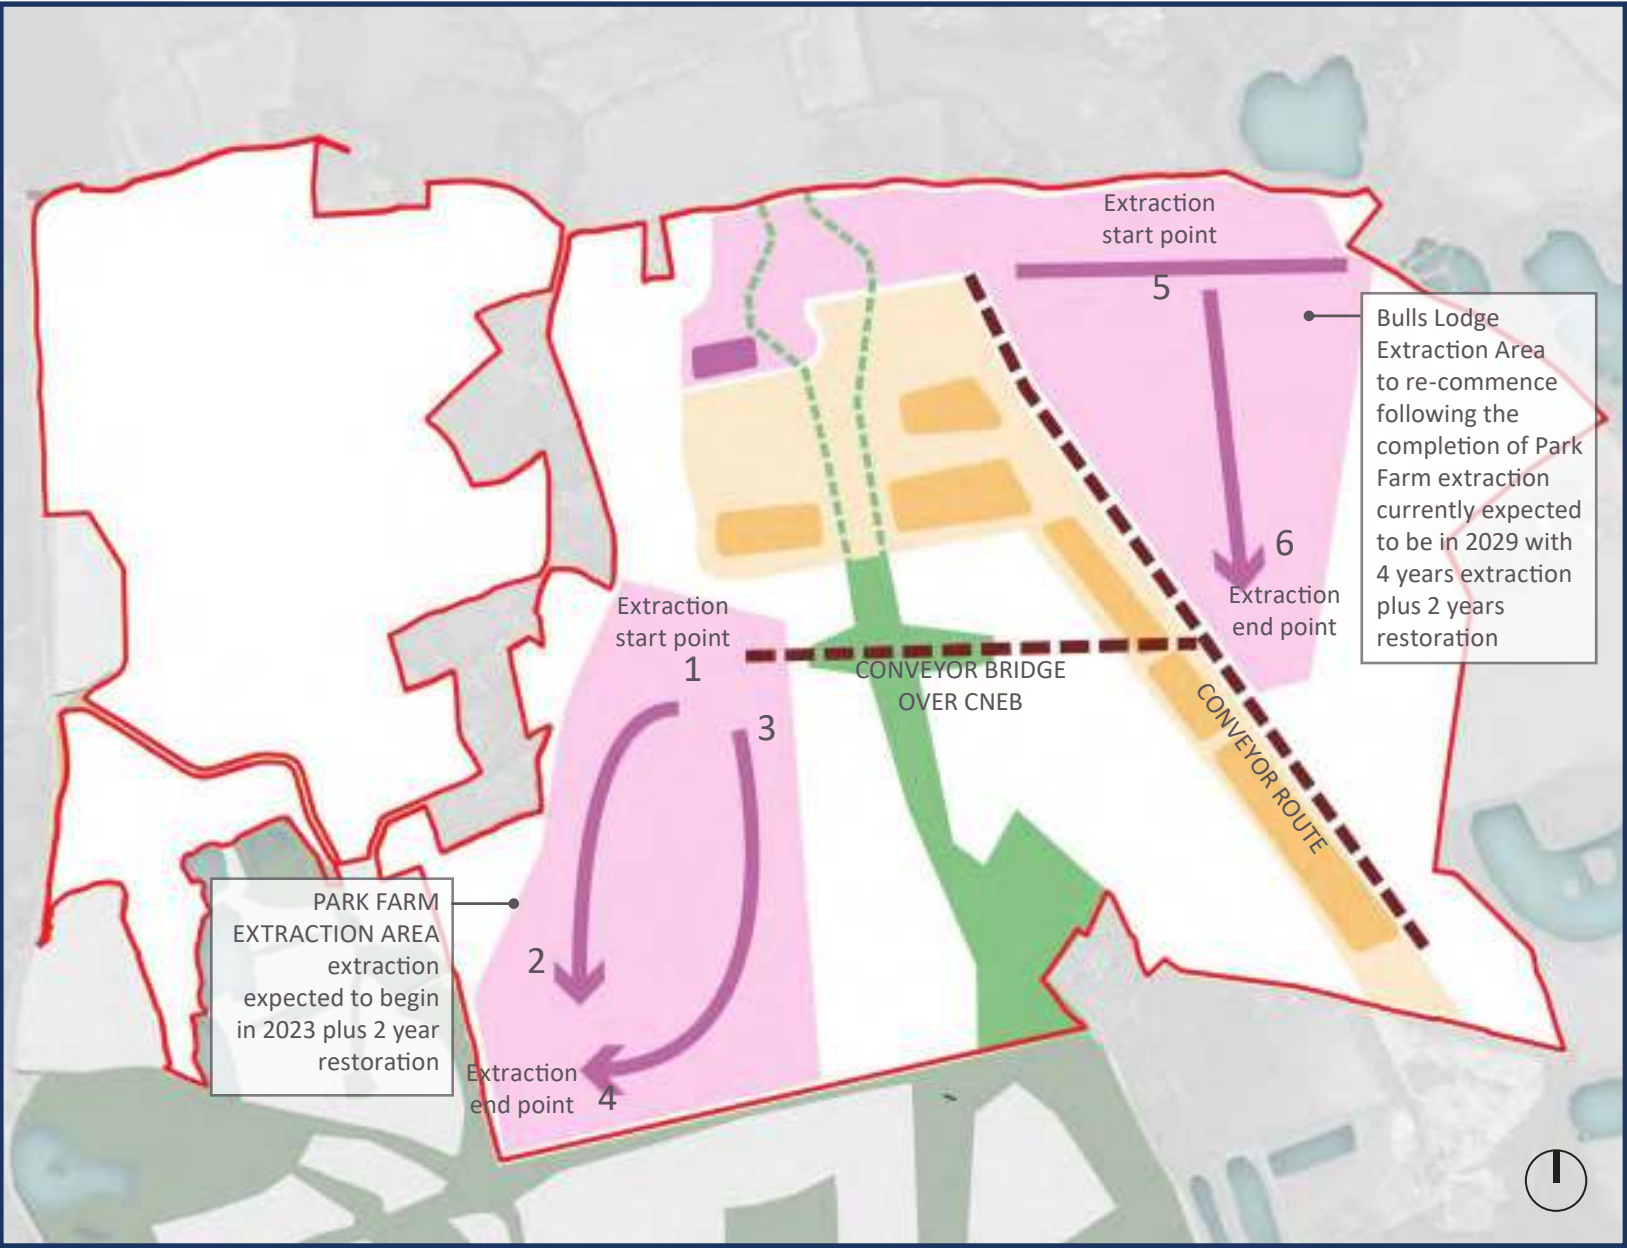 Extraction
start point
5
Bulls Lodge
Extraction Area
to re-commence
following the
completion of Park
Farm extraction
currently expected
to be in 2029 with
4 years extraction
plus 2 years
restoration
6
Extraction
end point
Extraction
start point
1
CONVEYOR BRIDGE
OVER CNEB
3
CONVEYOR ROUTE
PARK FARM
EXTRACTION AREA
extraction
expected to begin
in 2023 plus 2 year
restoration
2
Extraction
end point
4